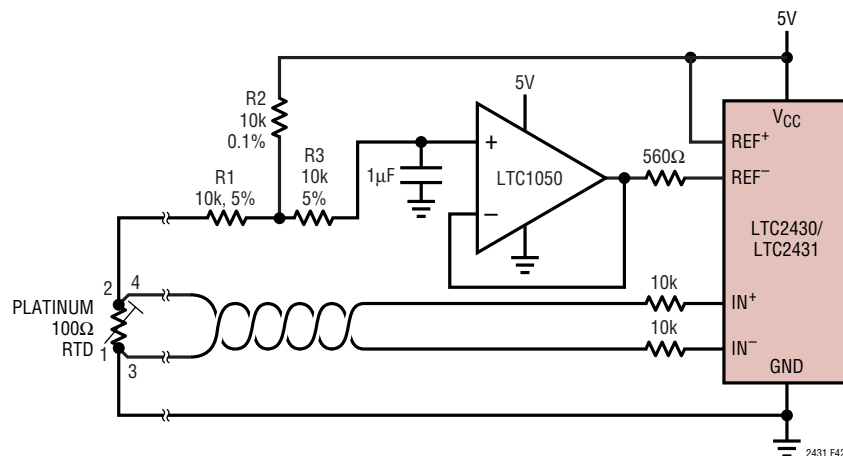 5V
R2
10k
0.1%
R3
10k
5%
R1
10k, 5%
1µF
5V
+
LTC1050
−
560Ω
VCC
REF+
REF−
LTC2430/
LTC2431
10k
IN+
10k
IN−
GND
2
4
PLATINUM
100Ω
RTD
1
3
2431 F42